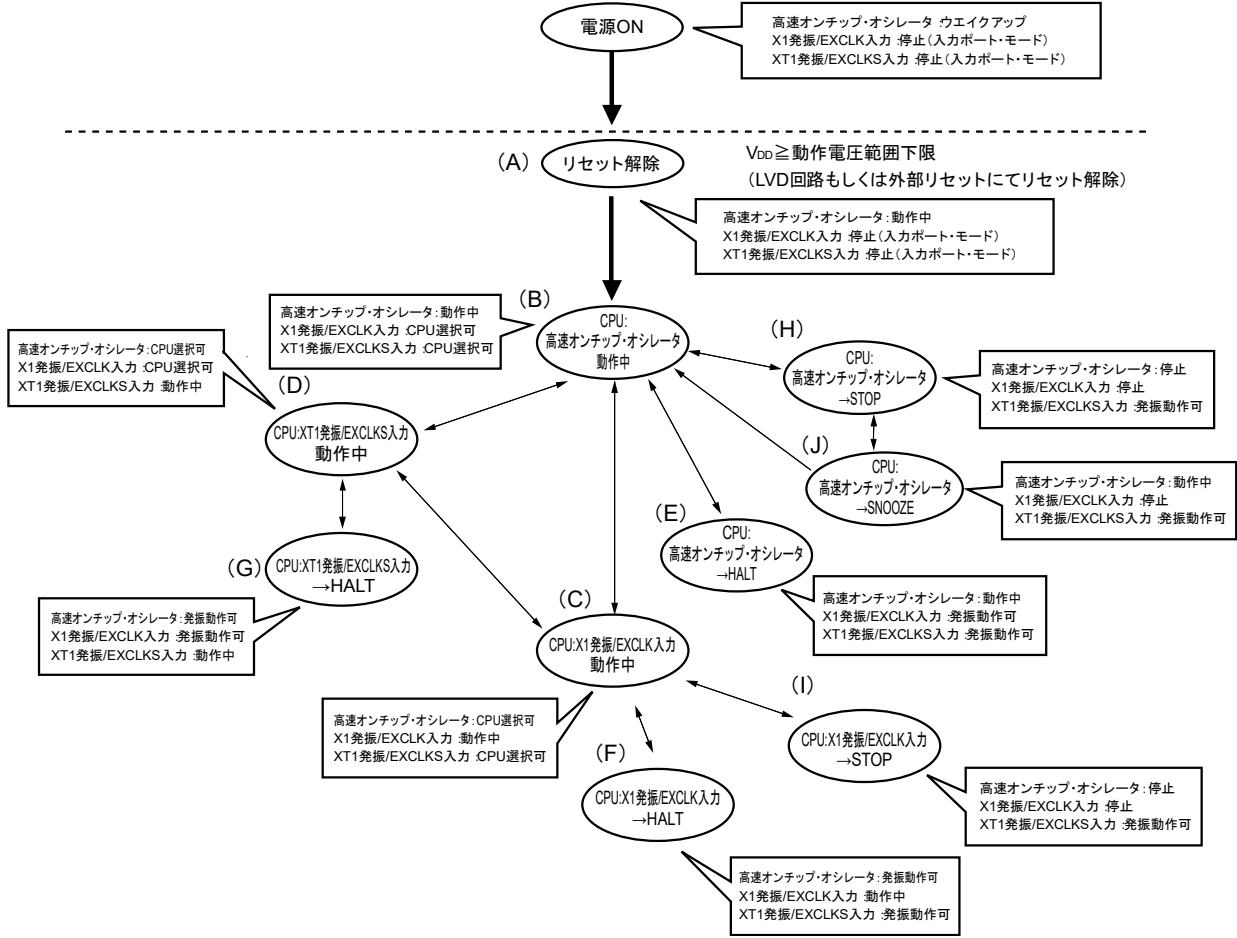 電源ON
高速オンチップ・オシレータ :ウエイクアップ
X1発振/EXCLK入力 :停止(入力ポート・モード)
XT1発振/EXCLKS入力 :停止(入力ポート・モード)
(A)
リセット解除
VDD≧動作電圧範囲下限
(LVD回路もしくは外部リセットにてリセット解除)
高速オンチップ・オシレータ:動作中
X1発振/EXCLK入力 :停止(入力ポート・モード)
XT1発振/EXCLKS入力 :停止(入力ポート・モード)
(B)
高速オンチップ・オシレータ:動作中
X1発振/EXCLK入力 :CPU選択可
XT1発振/EXCLKS入力 :CPU選択可
CPU:
高速オンチップ・オシレータ
動作中
(H)
CPU:
高速オンチップ・オシレータ
→STOP
高速オンチップ・オシレータ:停止
X1発振/EXCLK入力 :停止
XT1発振/EXCLKS入力 :発振動作可
高速オンチップ・オシレータ:CPU選択可
X1発振/EXCLK入力 :CPU選択可
XT1発振/EXCLKS入力 :動作中
(D)
CPU:XT1発振/EXCLKS入力
動作中
(J)
CPU:
高速オンチップ・オシレータ
→SNOOZE
高速オンチップ・オシレータ:動作中
X1発振/EXCLK入力 :停止
XT1発振/EXCLKS入力 :発振動作可
(E)
CPU:
高速オンチップ・オシレータ
→HALT
高速オンチップ・オシレータ:動作中
X1発振/EXCLK入力 :発振動作可
XT1発振/EXCLKS入力 :発振動作可
(G)
CPU:XT1発振/EXCLKS入力
→HALT
高速オンチップ・オシレータ:発振動作可
X1発振/EXCLK入力 :発振動作可
XT1発振/EXCLKS入力 :動作中
(C)
CPU:X1発振/EXCLK入力
動作中
高速オンチップ・オシレータ:CPU選択可
X1発振/EXCLK入力 :動作中
XT1発振/EXCLKS入力 :CPU選択可
(I)
CPU:X1発振/EXCLK入力
→STOP
高速オンチップ・オシレータ:停止
X1発振/EXCLK入力 :停止
XT1発振/EXCLKS入力 :発振動作可
(F)
CPU:X1発振/EXCLK入力
→HALT
高速オンチップ・オシレータ:発振動作可
X1発振/EXCLK入力 :動作中
XT1発振/EXCLKS入力 :発振動作可